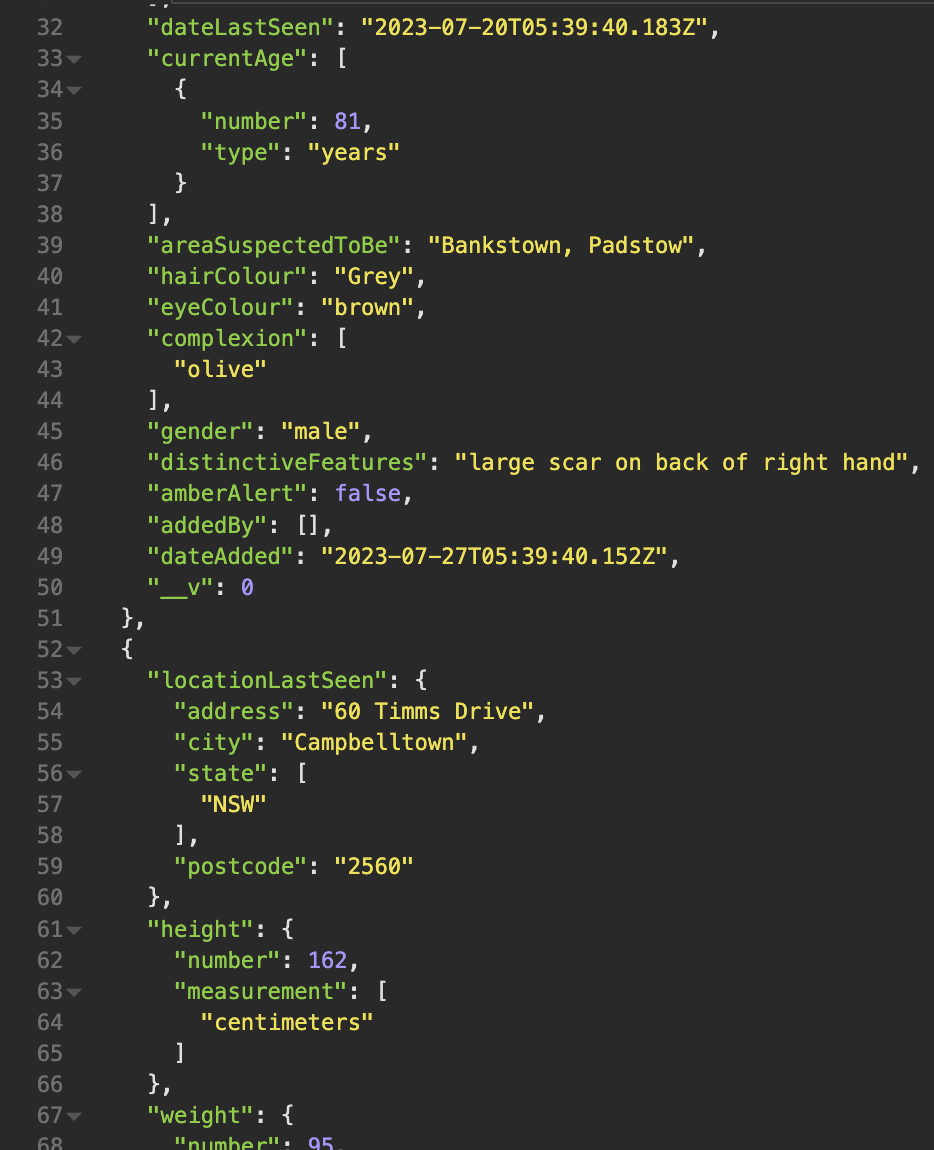 32 "dateLastSeen": "2023-07-20T05:39:40.183Z",
33 "currentAge": [
34 {
35 "number": 81,
36 "type": "years"
37 }
38 ],
39 "areaSuspectedToBe": "Bankstown, Padstow",
40 "hairColour": "Grey",
41 "eyeColour": "brown",
42 "complexion": [
43 "olive"
44 ],
45 "gender": "male",
46 "distinctiveFeatures": "large scar on back of right hand",
47 "amberAlert": false,
48 "addedBy": [],
49 "dateAdded": "2023-07-27T05:39:40.152Z",
50 "__v": 0
51 },
52 {
53 "locationLastSeen": {
54 "address": "60 Timms Drive",
55 "city": "Campbelltown",
56 "state": [
57 "NSW"
58 ],
59 "postcode": "2560"
60 },
61 "height": {
62 "number": 162,
63 "measurement": [
64 "centimeters"
65 ]
66 },
67 "weight": {
68 "number": 95,